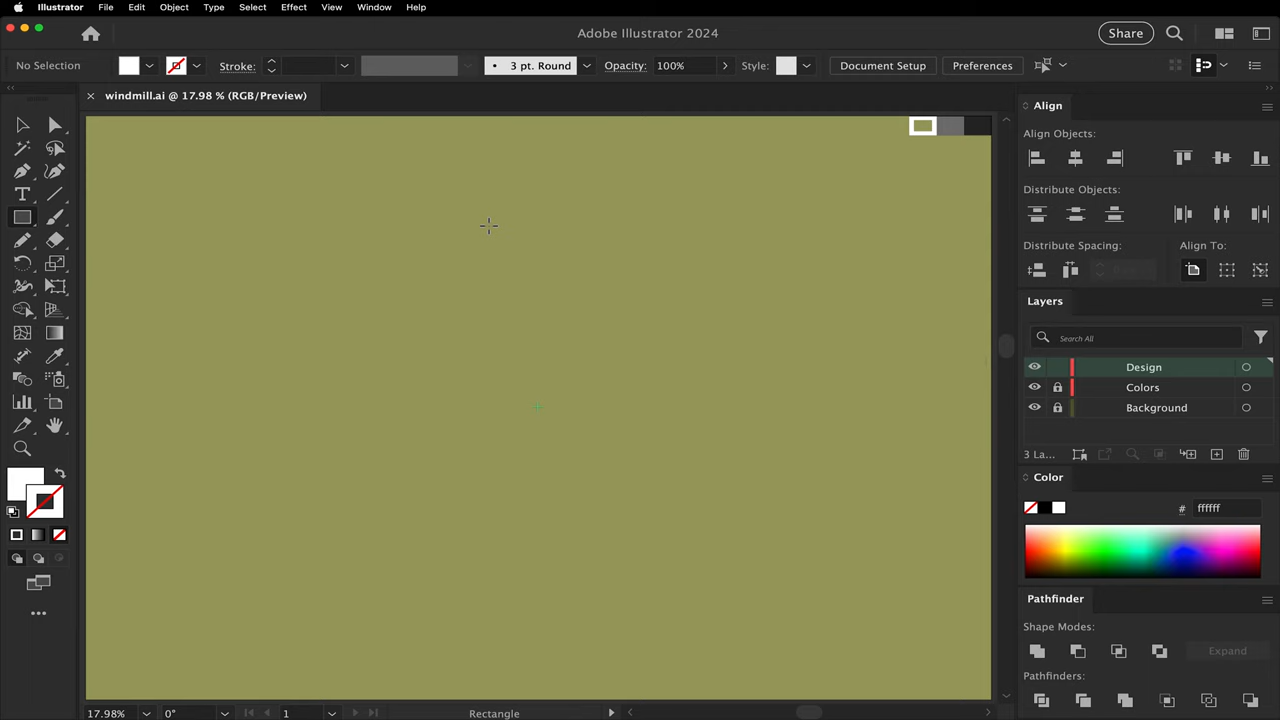 Illustrator File Edit Object Type Select Effect View Window Help
Adobe Illustrator 2024
Share
No Selection
Stroke:
3 pt. Round
Opacity:
100%
Style:
Document Setup
Preferences
windmill.ai @ 17.98 % (RGB/Preview)
Align
Align Objects:
Distribute Objects:
Distribute Spacing:
Align To:
Layers
Search All
Design
Colors
Background
3 La...
Color
# ffffff
Pathfinder
Shape Modes:
Expand
Pathfinders:
17.98%
0°
1
Rectangle